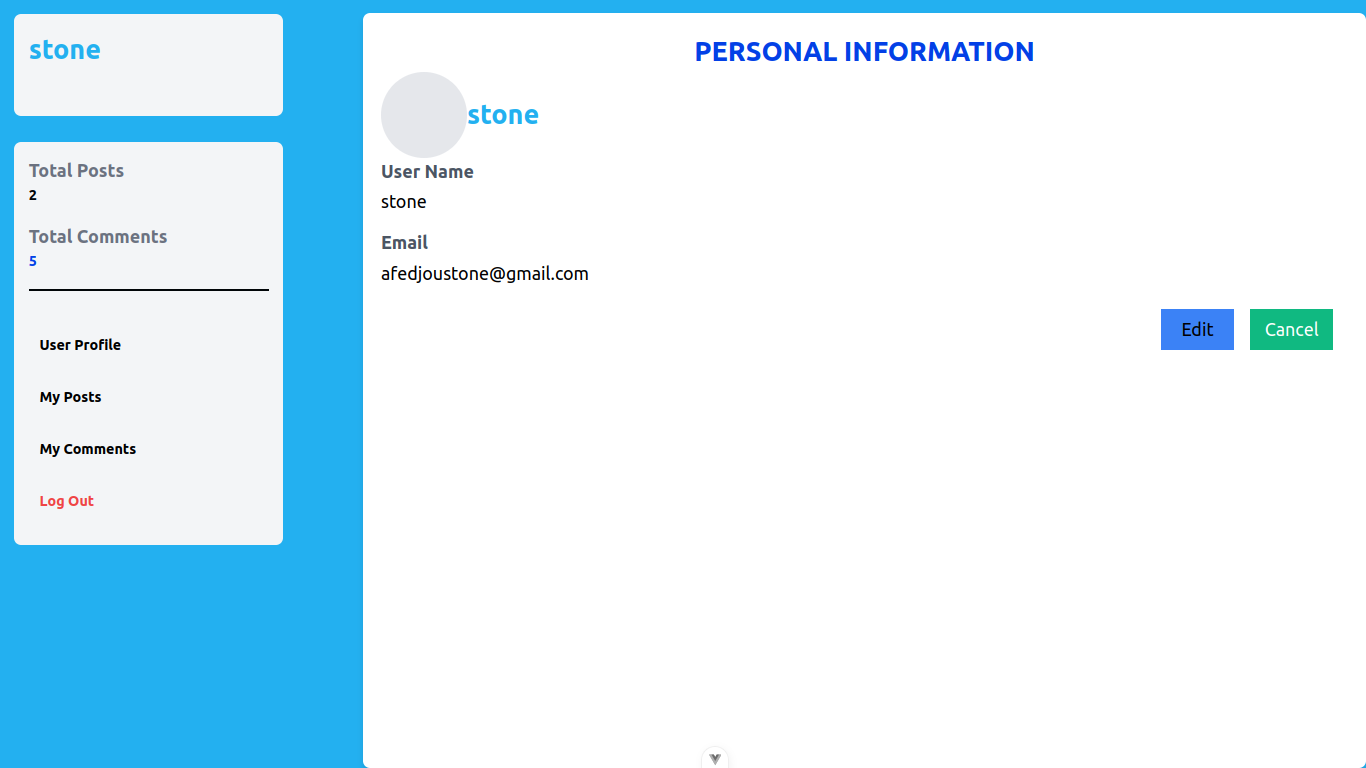 stone
Total Posts
2
Total Comments
5
User Profile
My Posts
My Comments
Log Out
PERSONAL INFORMATION
stone
User Name
stone
Email
afedjoustone@gmail.com
Edit Cancel